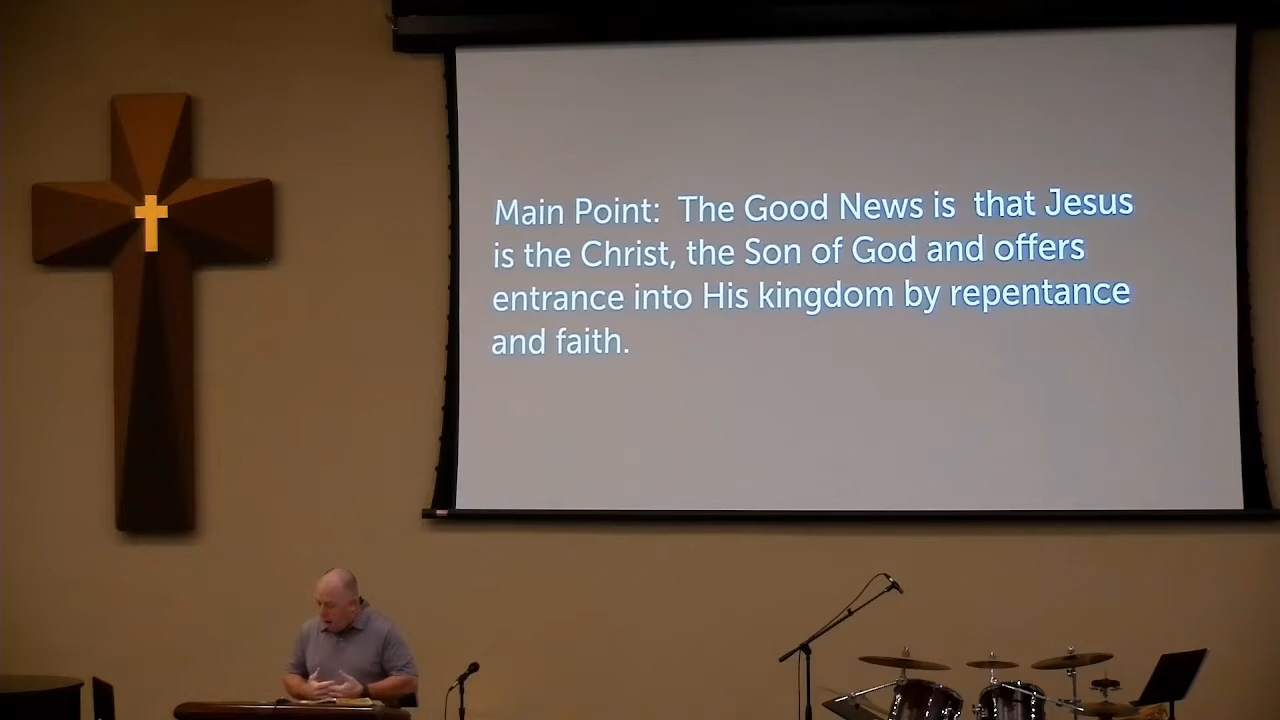 Main Point:  The Good News is  that Jesus
is the Christ, the Son of God and offers
entrance into His kingdom by repentance
and faith.